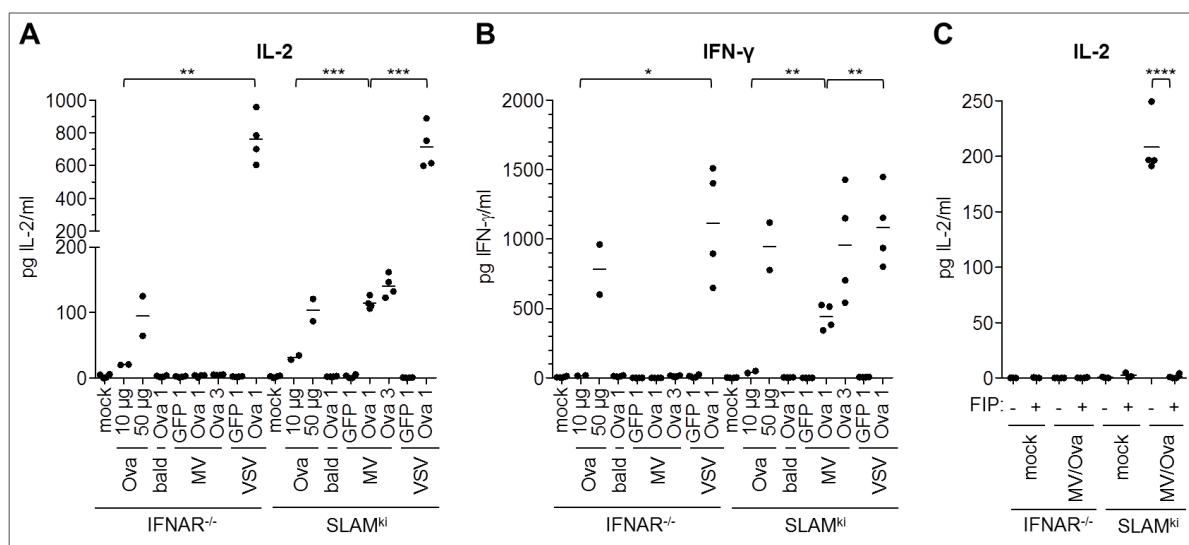 A
IL-2
**
***
***
pg IL-2/ml
1000
800
600
400
200
200
100
0
mock
10 µg
50 µg
Ova 1
GFP 1
Ova 1
Ova 3
GFP 1
Ova 1
mock
10 µg
50 µg
Ova 1
GFP 1
Ova 1
Ova 3
GFP 1
Ova 1
Ova
bald
MV
VSV
Ova
bald
MV
VSV
IFNAR-/-
SLAMki
B
IFN-γ
*
**
**
pg IFN-γ/ml
2000
1500
1000
500
0
mock
10 µg
50 µg
Ova 1
GFP 1
Ova 1
Ova 3
GFP 1
Ova 1
mock
10 µg
50 µg
Ova 1
GFP 1
Ova 1
Ova 3
GFP 1
Ova 1
Ova
bald
MV
VSV
Ova
bald
MV
VSV
IFNAR-/-
SLAMki
C
IL-2
****
pg IL-2/ml
250
200
150
100
50
0
FIP: - + - + - + - +
mock
MV/Ova
mock
MV/Ova
IFNAR-/-
SLAMki